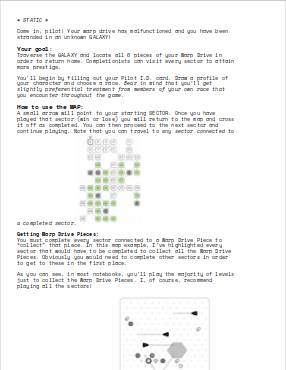 * STATIC *
Come in, pilot! Your warp drive has malfunctioned and you have been
stranded in an unknown GALAXY!
Your goal:
Traverse the GALAXY and locate all 6 pieces of your Warp Drive in
order to return home. Completionists can visit every sector to attain
more prestige.
You'll begin by filling out your Pilot I.D. card. Draw a profile of
your character and choose a race. Bear in mind that you'll get
slightly preferential treatment from members of your own race that
you encounter throughout the game.
How to use the MAP:
A small arrow will point to your starting SECTOR. Once you have
played that sector (win or lose) you will return to the map and cross
it off as completed. You can then proceed to the next sector and
continue playing. Note that you can travel to any sector connected to
a completed sector.
Getting Warp Drive Pieces:
You must complete every sector connected to a Warp Drive Piece to
"collect" that piece. In this map example, I've highlighted every
sector that would have to be completed to collect all the Warp Drive
Pieces. Obviously you would need to complete other sectors in order
to get to these in the first place.
As you can see, in most notebooks, you'll play the majority of levels
just to collect the Warp Drive Pieces. I, of course, recommend
playing all the sectors!